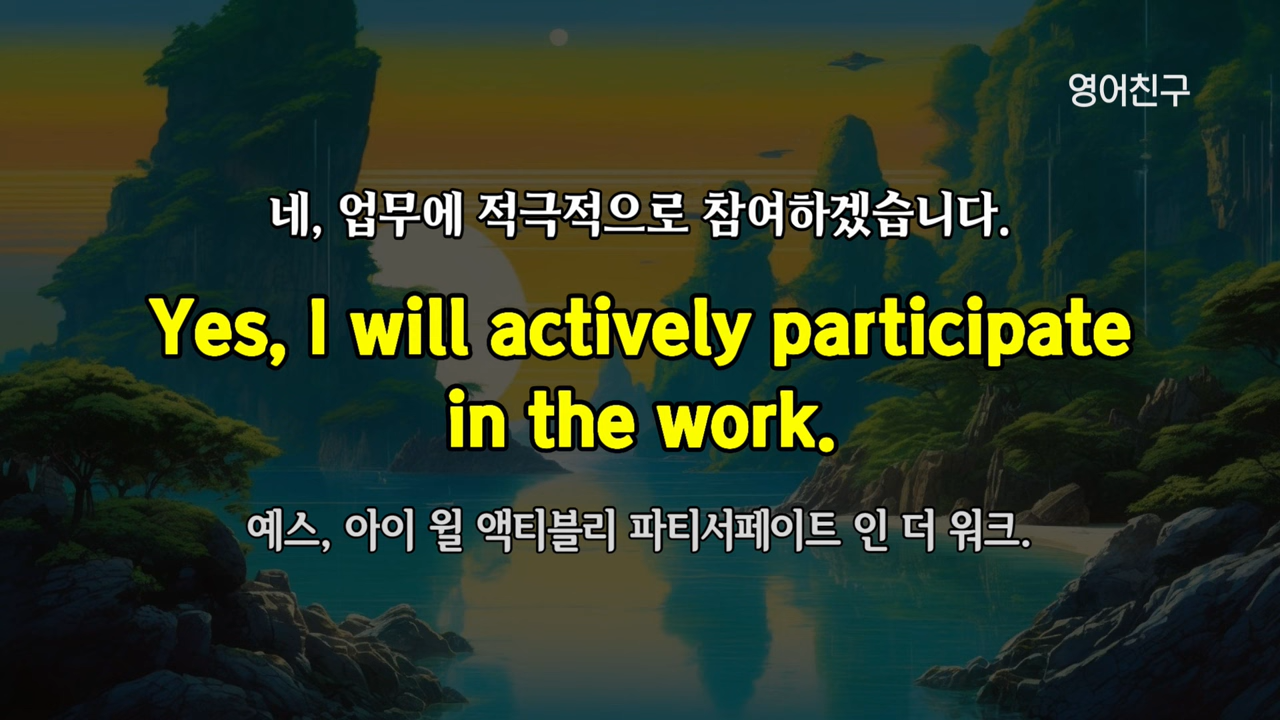 영어친구
네, 업무에 적극적으로 참여하겠습니다.
Yes, I will actively participate
in the work.
예스, 아이 윌 액티블리 파티서페이트 인 더 워크.